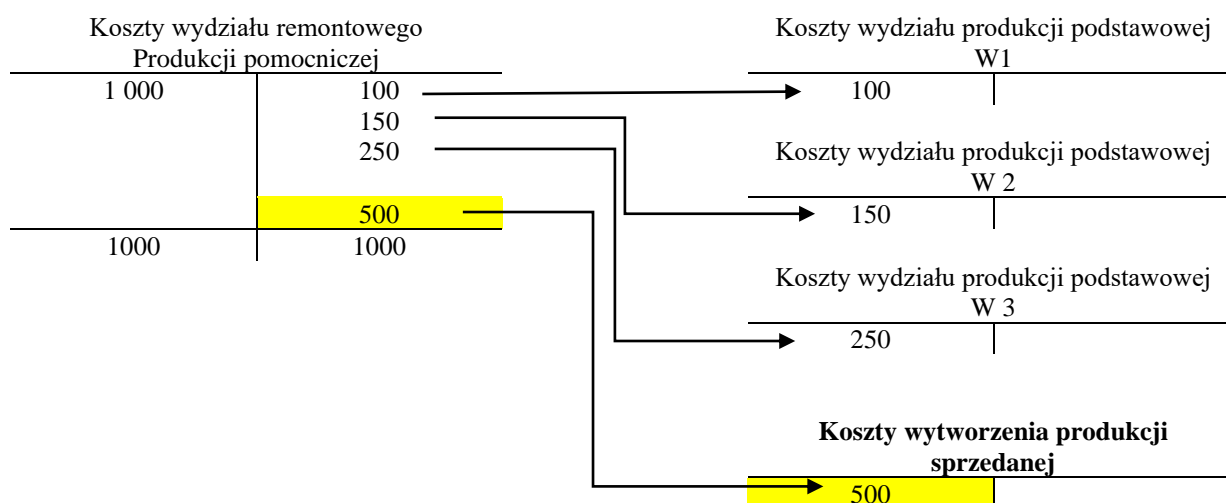 Koszty wydziału remontowego
Produkcji pomocniczej
1 000 100
150
250
500
1000 1000
Koszty wydziału produkcji podstawowej
W1
100
Koszty wydziału produkcji podstawowej
W 2
150
Koszty wydziału produkcji podstawowej
W 3
250
Koszty wytworzenia produkcji
sprzedanej
500